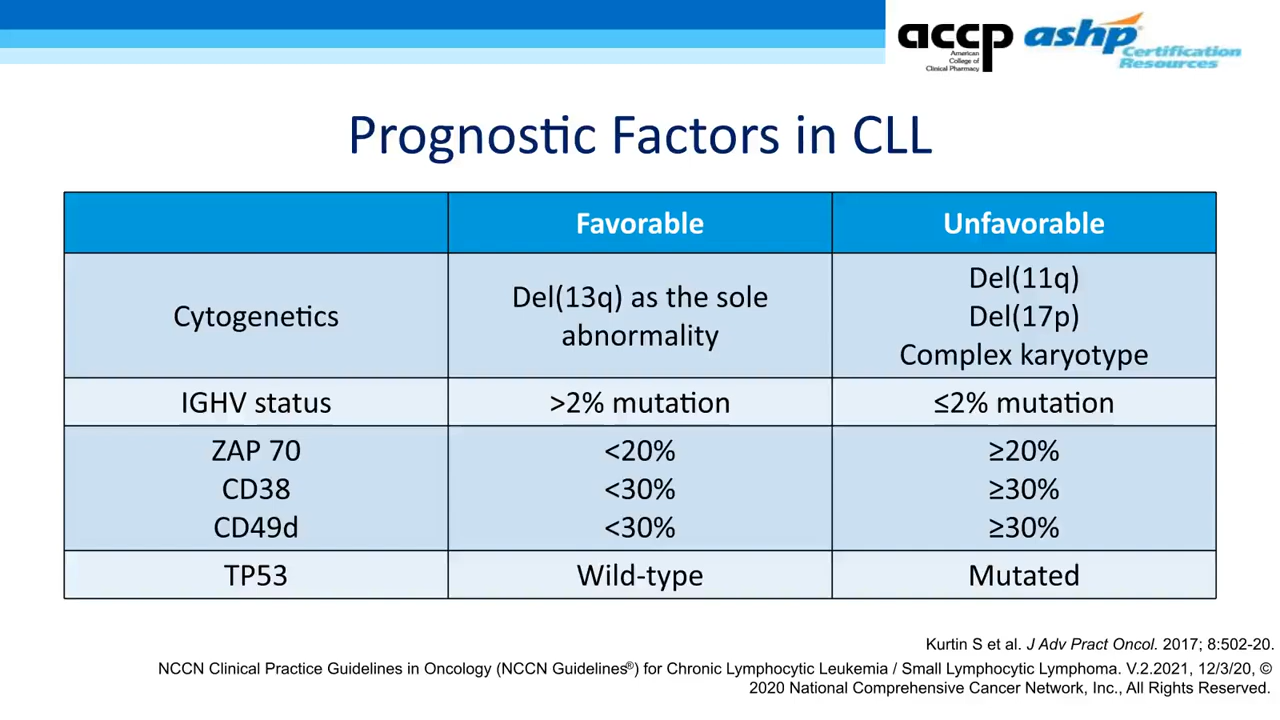 accp
American
College of
Clinical Pharmacy
ashp
Certification
Resources
Prognostic Factors in CLL
Favorable Unfavorable
Cytogenetics
Del(13q) as the sole
abnormality
Del(11q)
Del(17p)
Complex karyotype
IGHV status >2% mutation ≤2% mutation
ZAP 70 <20% ≥20%
CD38 <30% ≥30%
CD49d <30% ≥30%
TP53 Wild-type Mutated
Kurtin S et al. J Adv Pract Oncol. 2017; 8:502-20.
NCCN Clinical Practice Guidelines in Oncology (NCCN Guidelines®) for Chronic Lymphocytic Leukemia / Small Lymphocytic Lymphoma. V.2.2021, 12/3/20, ©
2020 National Comprehensive Cancer Network, Inc., All Rights Reserved.